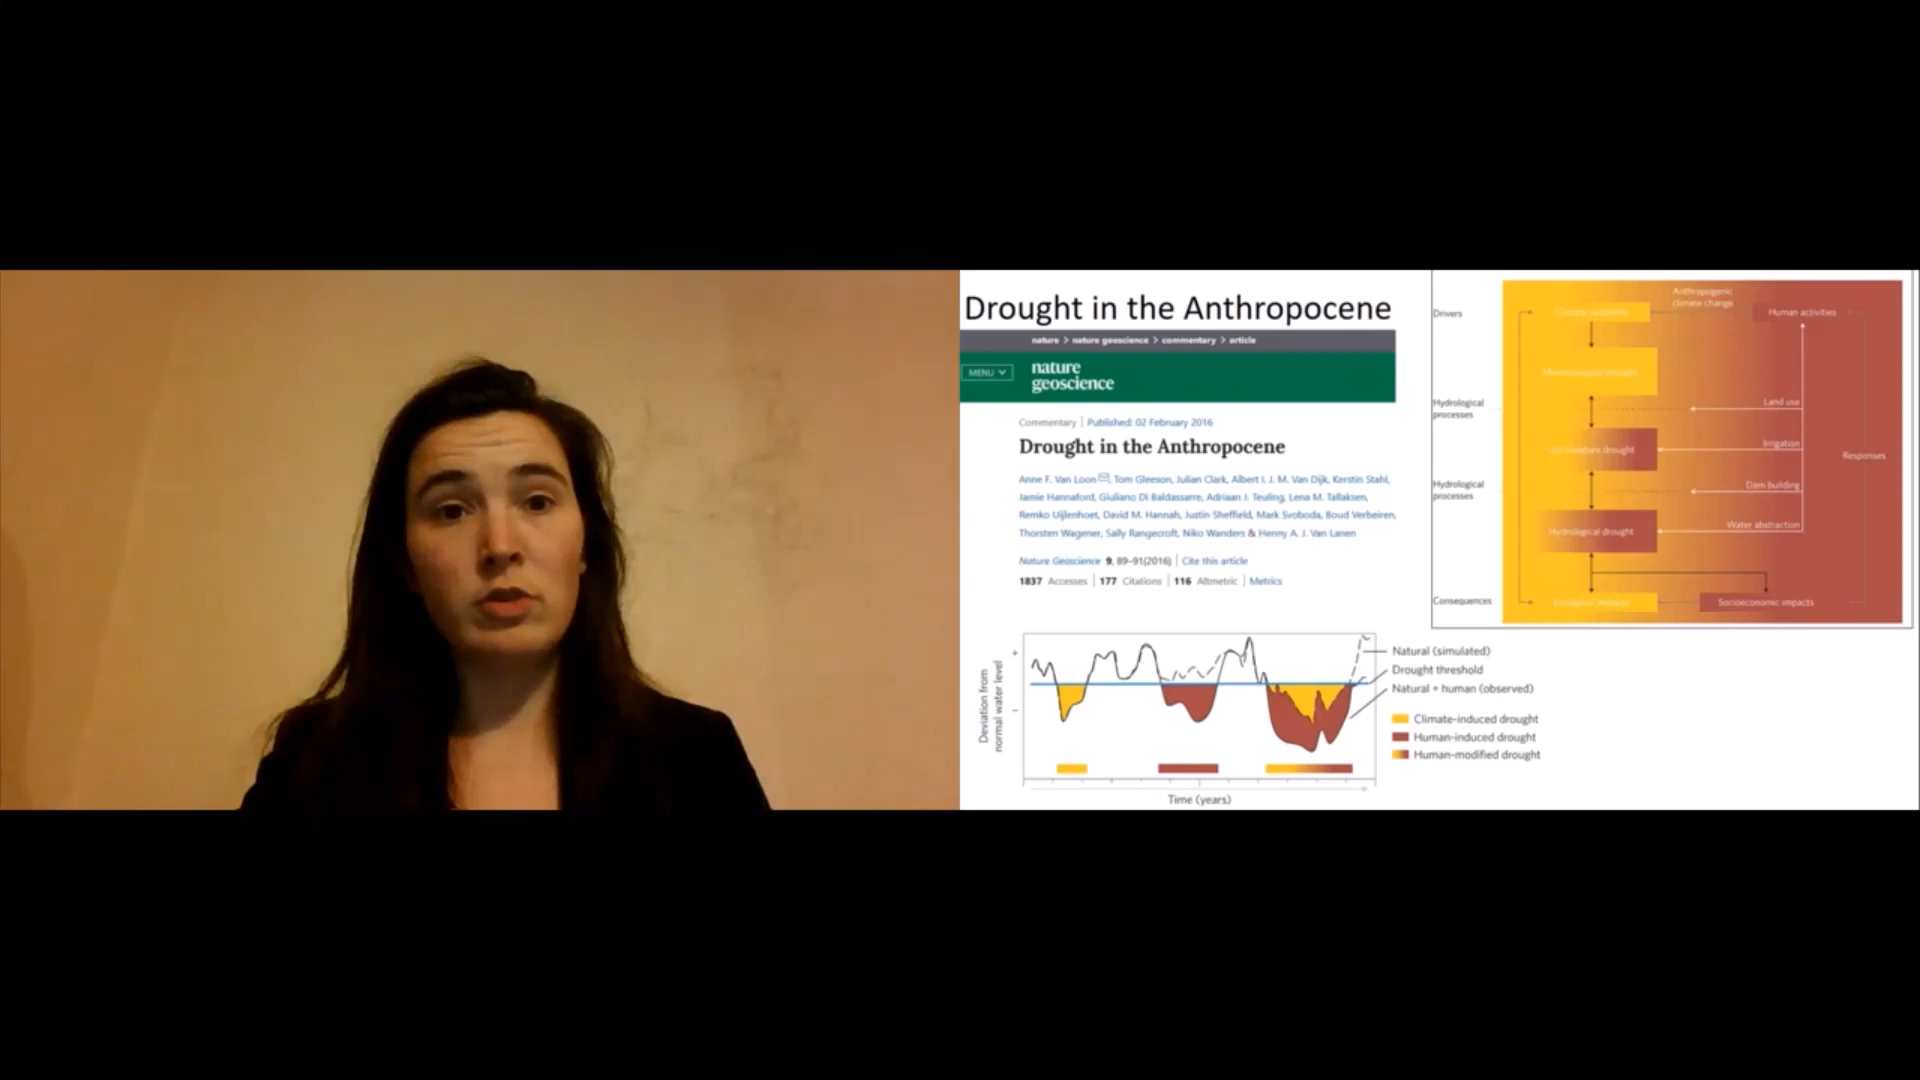 Drought in the Anthropocene
nature > nature geoscience > commentary > article
MENU
nature
geoscience
Commentary | Published: 02 February 2016
Drought in the Anthropocene
Anne F. Van Loon, Tom Gleeson, Julian Clark, Albert I. J. M. Van Dijk, Kerstin Stahl,
Jamie Hannaford, Giuliano Di Baldassarre, Adriaan J. Teuling, Lena M. Tallaksen,
Remko Uijlenhoet, David M. Hannah, Justin Sheffield, Mark Svoboda, Boud Verbeiren,
Thorsten Wagener, Sally Rangecroft, Niko Wanders & Henny A. J. Van Lanen
Nature Geoscience 9, 89–91(2016) | Cite this article
1837 Accesses | 177 Citations | 116 Altmetric | Metrics
+
−
Deviation from
normal water level
Time (years)
Natural (simulated)
Drought threshold
Natural + human (observed)
Climate-induced drought
Human-induced drought
Human-modified drought
Drivers
Anthropogenic
climate change
Human activities
Hydrological
processes
Land use
Irrigation
drought
Responses
Hydrological
processes
Dam building
Water abstraction
Hydrological drought
Consequences
Socioeconomic impacts